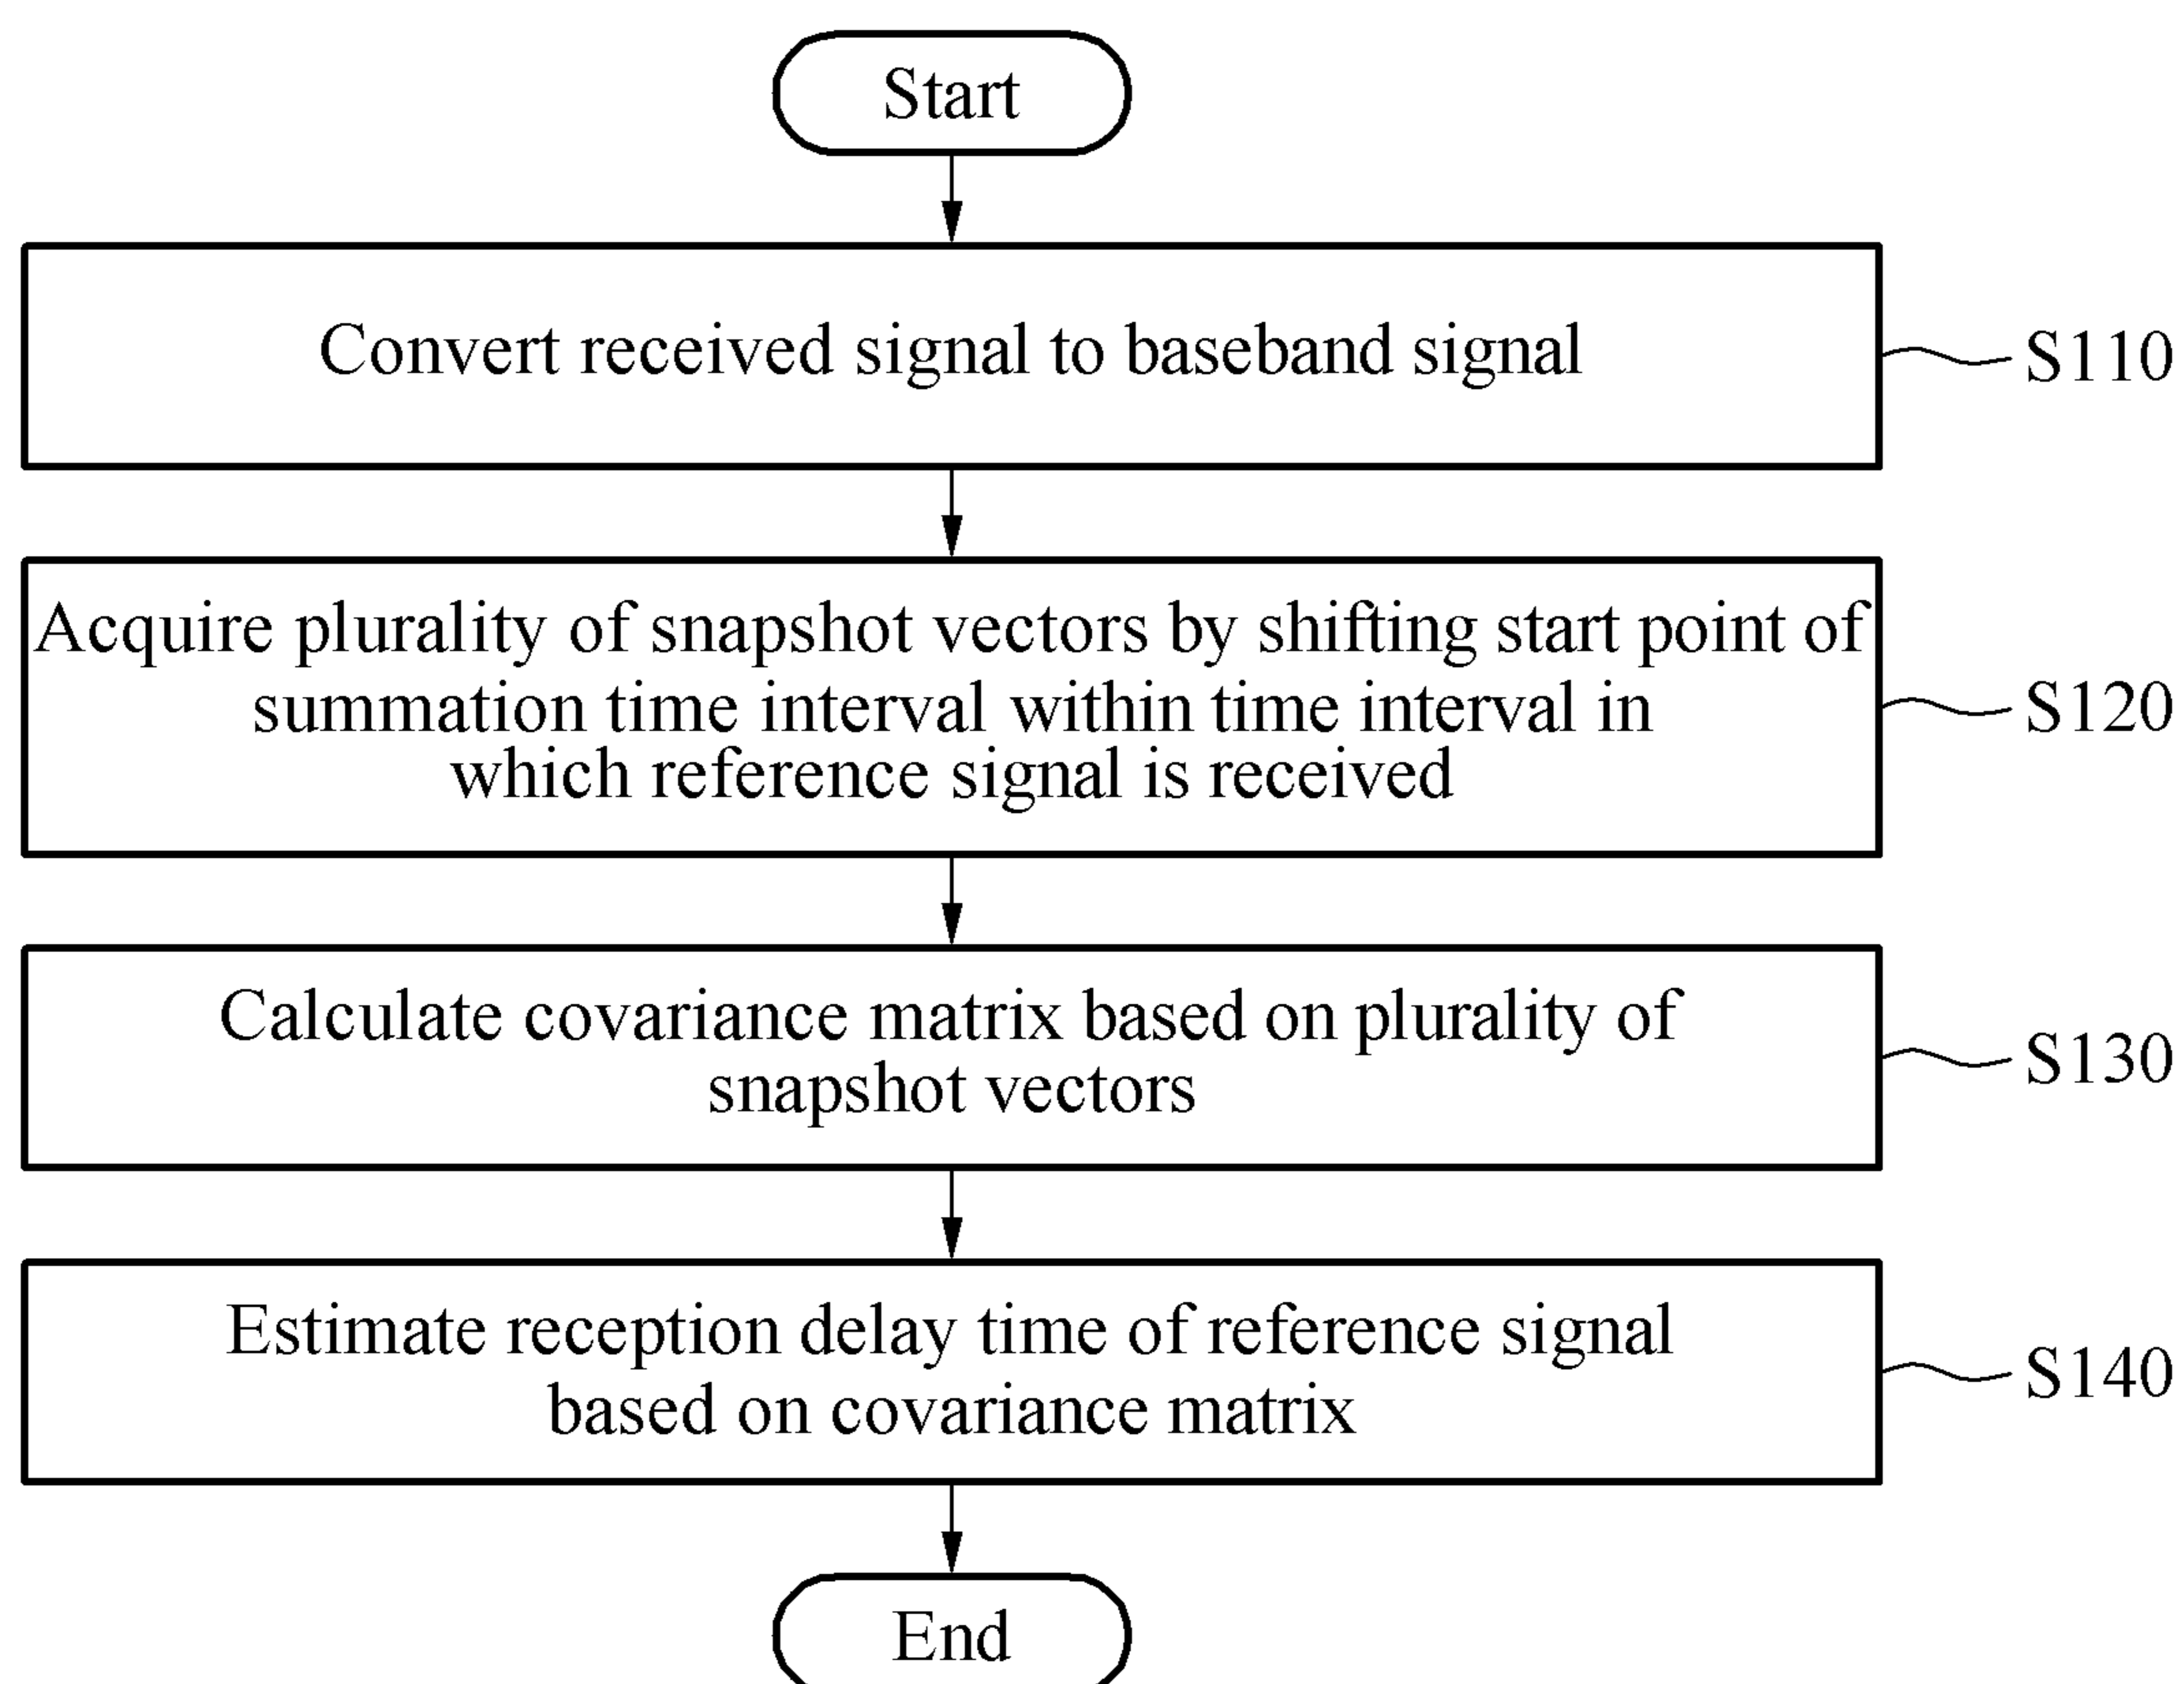 Start
Convert received signal to baseband signal
S110
Acquire plurality of snapshot vectors by shifting start point of
summation time interval within time interval in
which reference signal is received
S120
Calculate covariance matrix based on plurality of
snapshot vectors
S130
Estimate reception delay time of reference signal
based on covariance matrix
S140
End